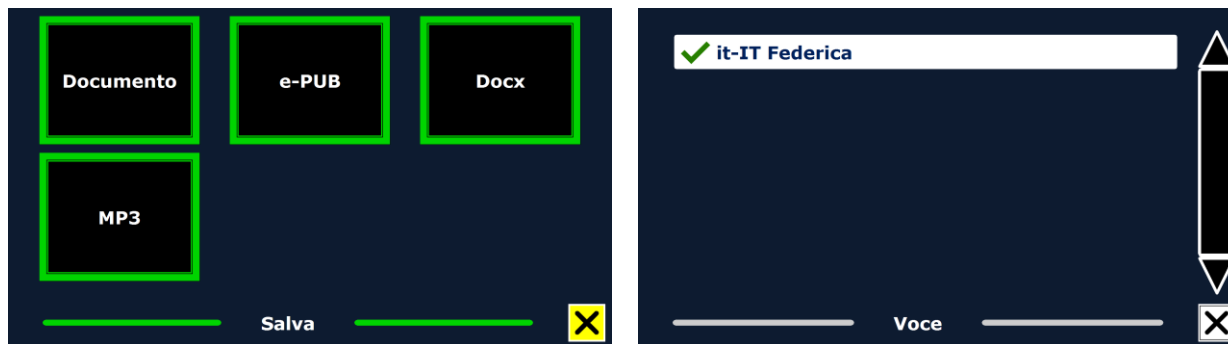 Documento e-PUB Docx
MP3
Salva
it-IT Federica
Voce